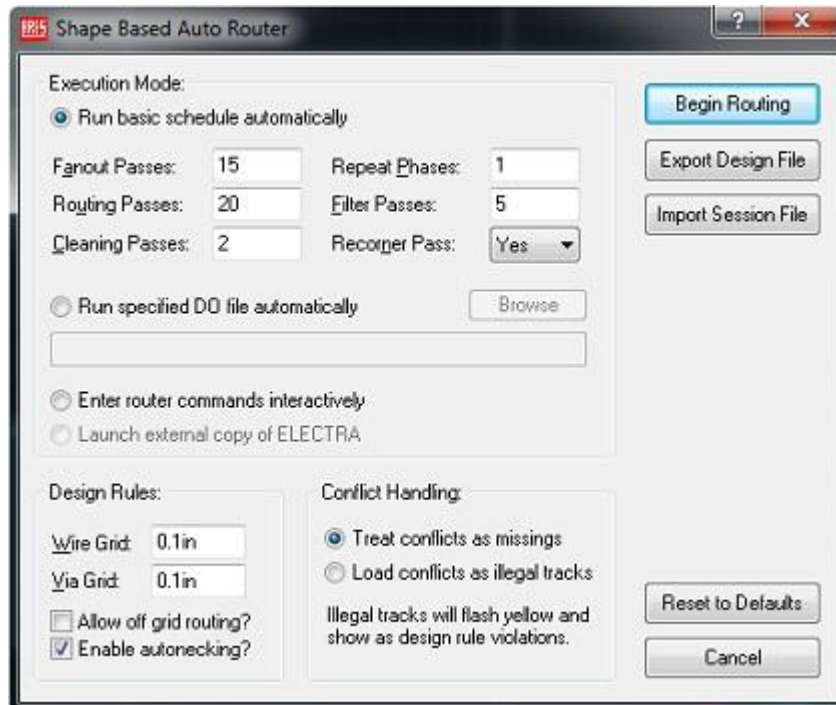 ARES Shape Based Auto Router
Execution Mode:
Run basic schedule automatically
Fanout Passes: 15 Repeat Phases: 1
Routing Passes: 20 Filter Passes: 5
Cleaning Passes: 2 Recorner Pass: Yes
Run specified DO file automatically Browse
Enter router commands interactively
Launch external copy of ELECTRA
Begin Routing
Export Design File
Import Session File
Design Rules:
Wire Grid: 0.1in
Via Grid: 0.1in
Allow off grid routing?
Enable autonecking?
Conflict Handling:
Treat conflicts as missings
Load conflicts as illegal tracks
Illegal tracks will flash yellow and
show as design rule violations.
Reset to Defaults
Cancel